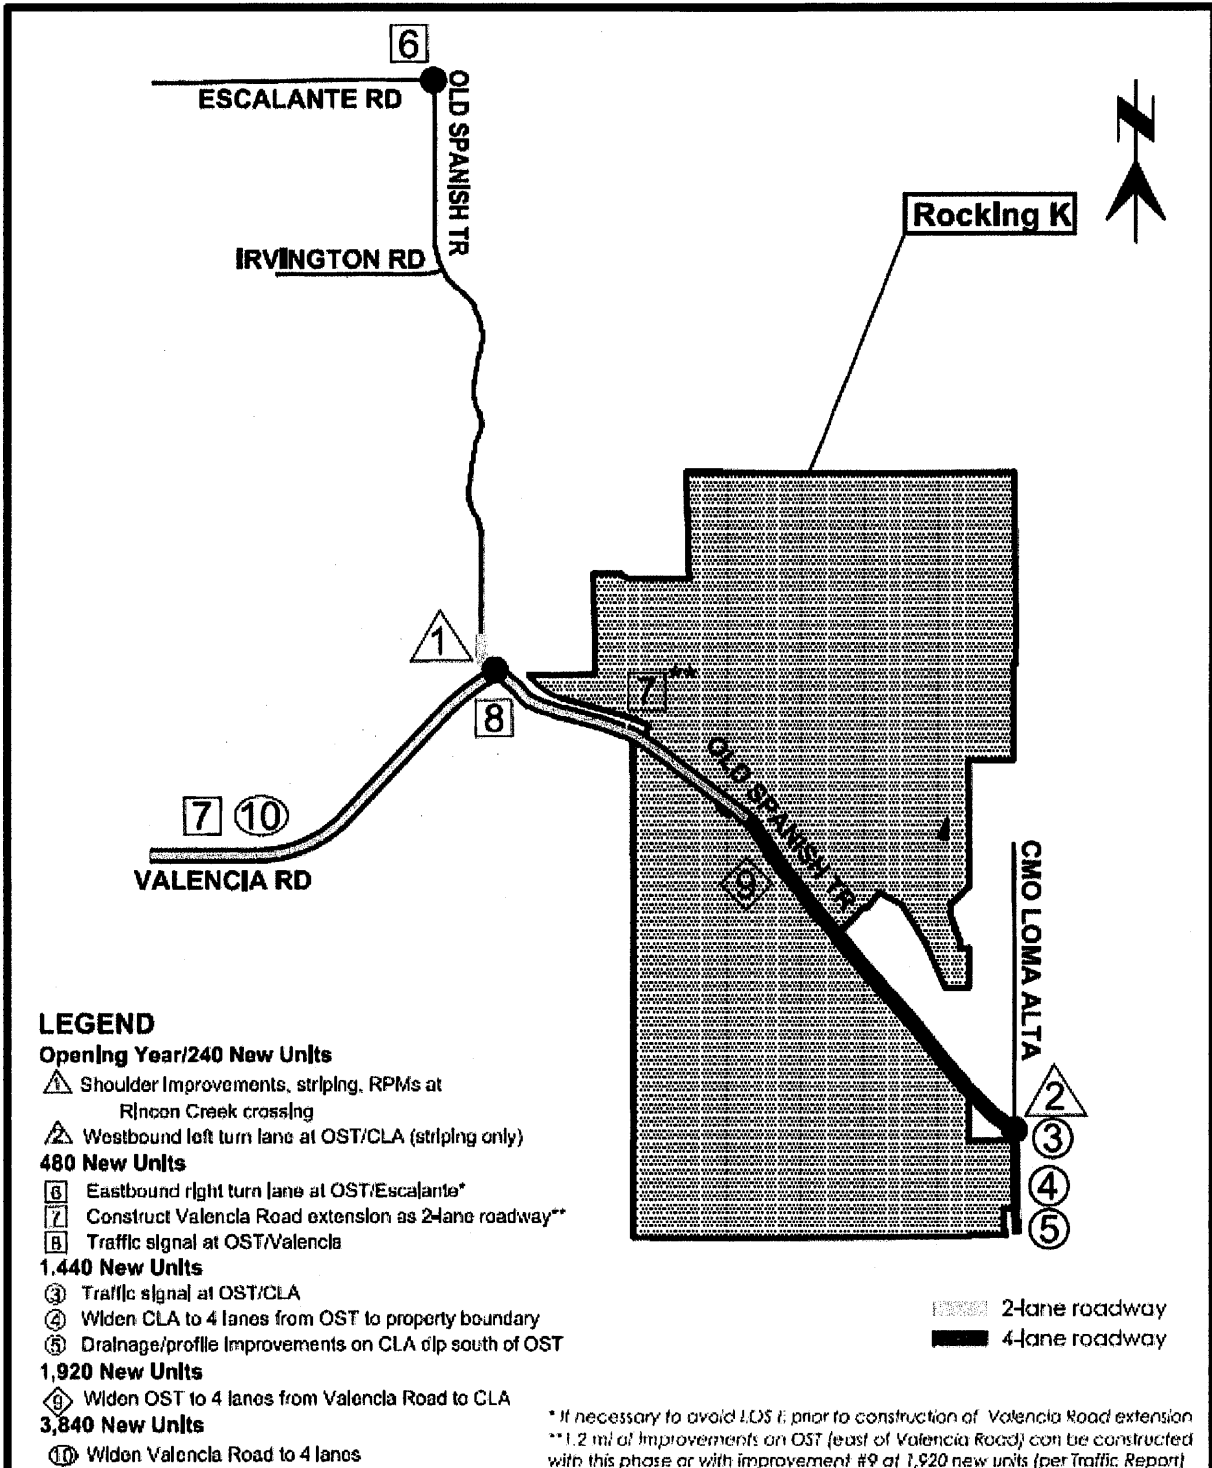 6
ESCALANTE RD
OLD SPANISH TR
N
Rocking K
IRVINGTON RD
1
7**
8
OLD SPANISH TR
7 10
VALENCIA RD
9
CMO LOMA ALTA
2
3
4
5
LEGEND
Opening Year/240 New Units
1 Shoulder Improvements, striping, RPMs at
Rincon Creek crossing
2 Westbound left turn lane at OST/CLA (striping only)
480 New Units
6 Eastbound right turn lane at OST/Escalante*
7 Construct Valencia Road extension as 2-lane roadway**
8 Traffic signal at OST/Valencia
1,440 New Units
3 Traffic signal at OST/CLA
4 Widen CLA to 4 lanes from OST to property boundary
5 Drainage/profile Improvements on CLA dip south of OST
1,920 New Units
9 Widen OST to 4 lanes from Valencia Road to CLA
3,840 New Units
10 Widen Valencia Road to 4 lanes
2-lane roadway
4-lane roadway
* If necessary to avoid LOS E prior to construction of Valencia Road extension
**1.2 mi of Improvements on OST (east of Valencia Road) can be constructed
with this phase or with improvement #9 at 1,920 new units (per Traffic Report)